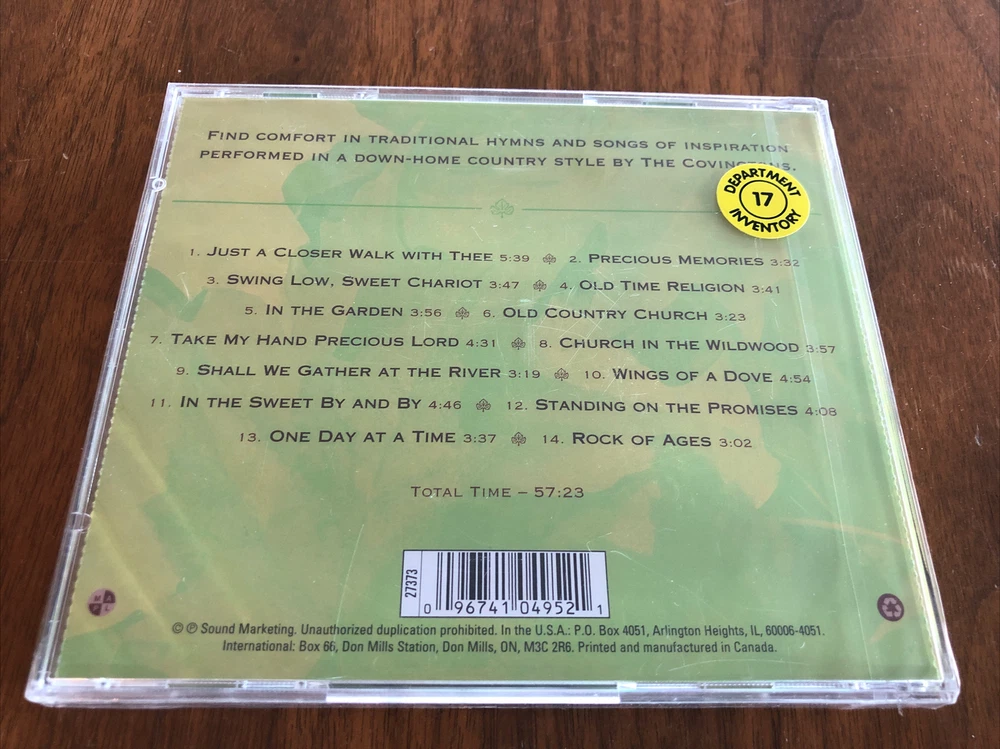 Find comfort in traditional hymns and songs of inspiration
performed in a down-home country style by The Covingtons.
DEPARTMENT
17
INVENTORY
1. Just a Closer Walk with Thee 5:39 2. Precious Memories 3:32
3. Swing Low, Sweet Chariot 3:47 4. Old Time Religion 3:41
5. In the Garden 3:56 6. Old Country Church 3:23
7. Take My Hand Precious Lord 4:31 8. Church in the Wildwood 3:57
9. Shall We Gather at the River 3:19 10. Wings of a Dove 4:54
11. In the Sweet By and By 4:46 12. Standing on the Promises 4:08
13. One Day at a Time 3:37 14. Rock of Ages 3:02
Total Time – 57:23
27373
0 96741 04952 1
© ℗ Sound Marketing. Unauthorized duplication prohibited. In the U.S.A.: P.O. Box 4051, Arlington Heights, IL, 60006-4051.
International: Box 66, Don Mills Station, Don Mills, ON, M3C 2R6. Printed and manufactured in Canada.